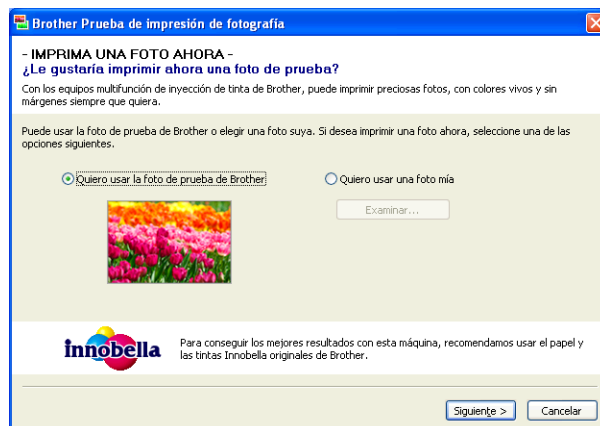 Brother Prueba de impresión de fotografía
- IMPRIMA UNA FOTO AHORA -
¿Le gustaría imprimir ahora una foto de prueba?
Con los equipos multifunción de inyección de tinta de Brother, puede imprimir preciosas fotos, con colores vivos y sin
márgenes siempre que quiera.
Puede usar la foto de prueba de Brother o elegir una foto suya. Si desea imprimir una foto ahora, seleccione una de las
opciones siguientes.
Quiero usar la foto de prueba de Brother
Quiero usar una foto mía
Examinar...
innobella
Para conseguir los mejores resultados con esta máquina, recomendamos usar el papel y
las tintas Innobella originales de Brother.
Siguiente >
Cancelar